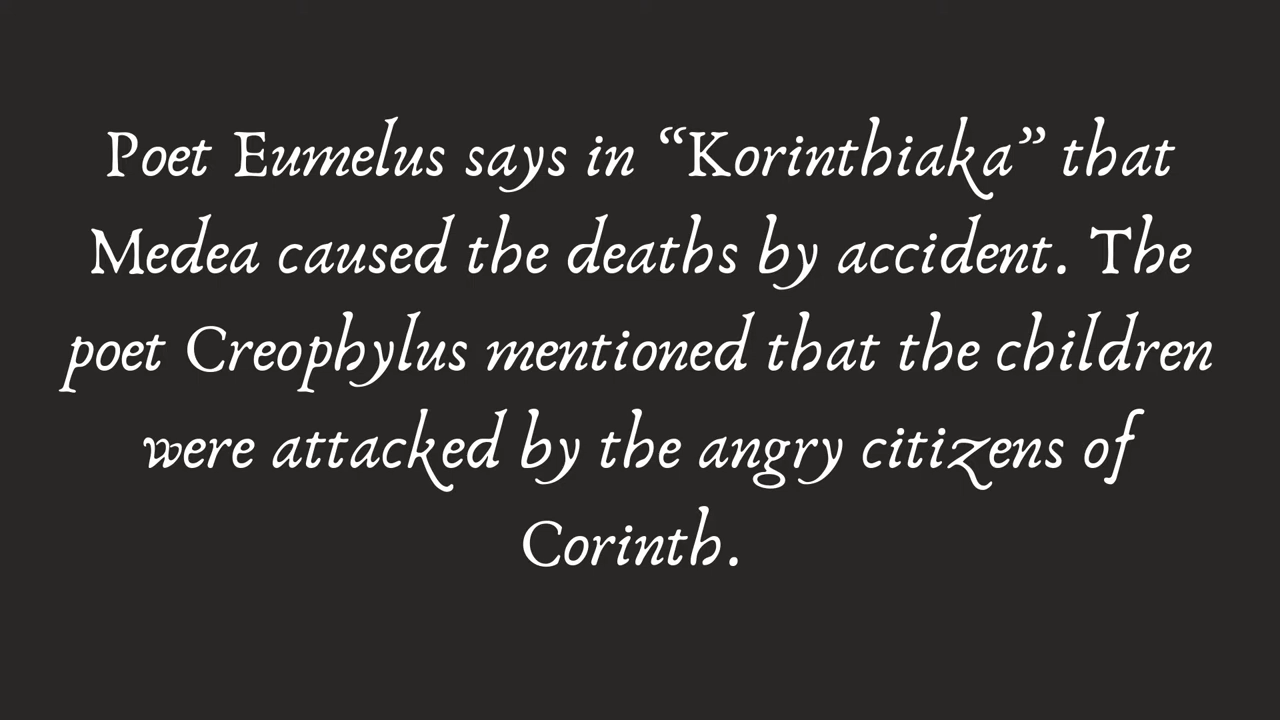 Poet Eumelus says in “Korinthiaka” that
Medea caused the deaths by accident. The
poet Creophylus mentioned that the children
were attacked by the angry citizens of
Corinth.